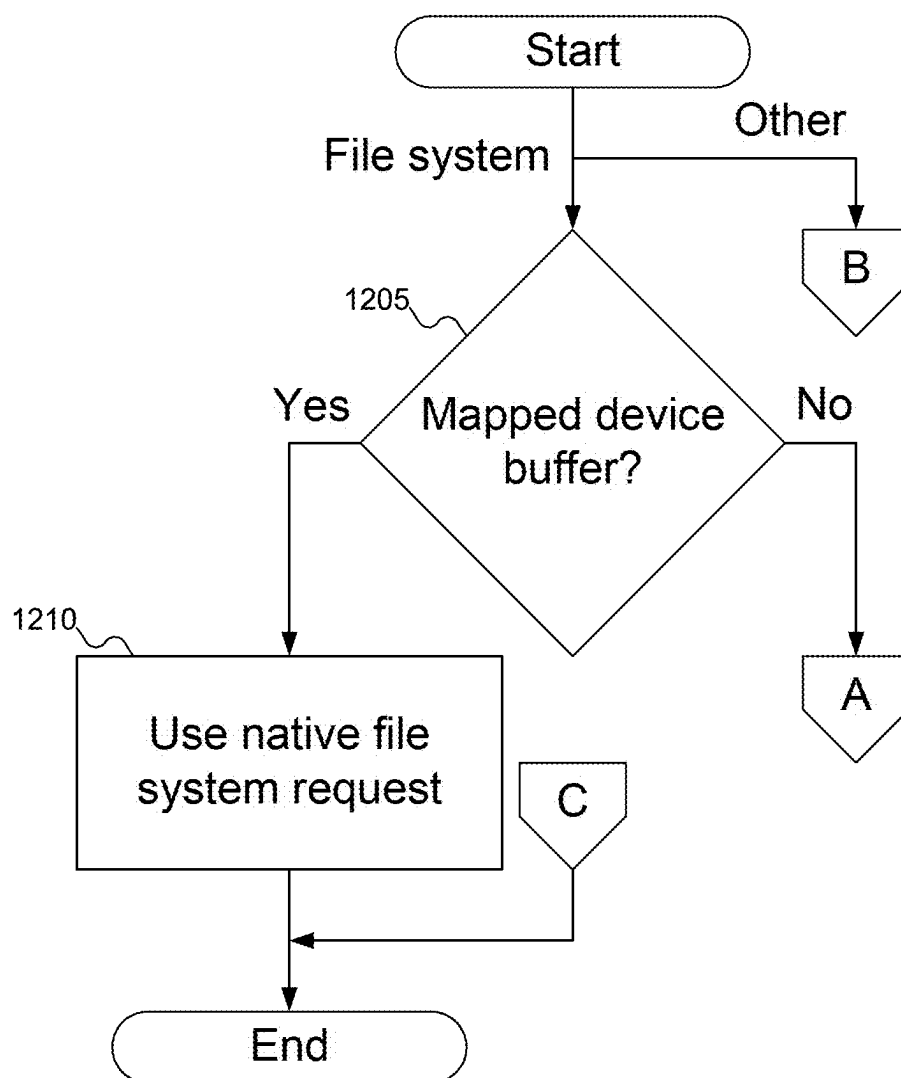 Start
Other
File system
B
1205
Yes
Mapped device
buffer?
No
1210
Use native file
system request
A
C
End